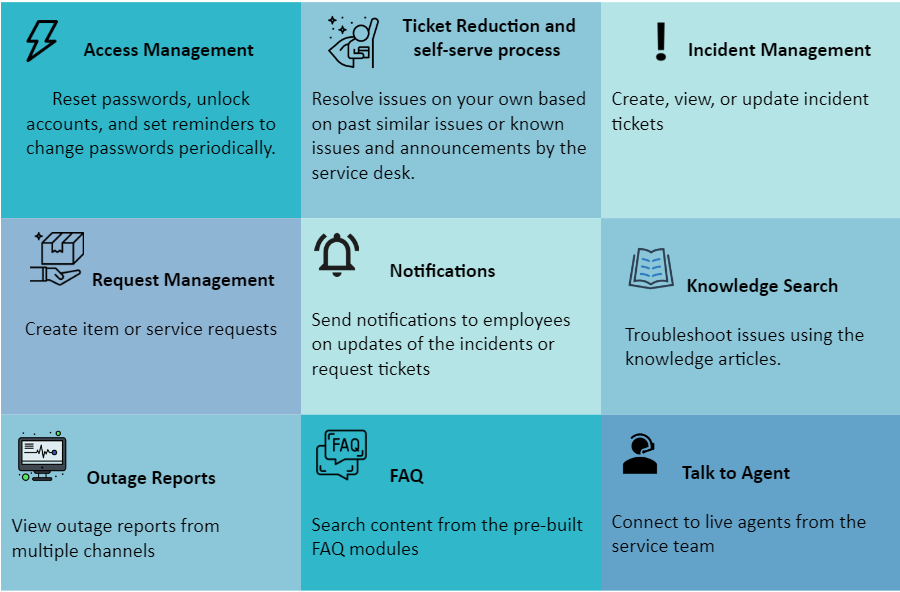 Access Management
Reset passwords, unlock
accounts, and set reminders to
change passwords periodically.
Ticket Reduction and
self-serve process
Resolve issues on your own based
on past similar issues or known
issues and announcements by the
service desk.
Incident Management
Create, view, or update incident
tickets
Request Management
Create item or service requests
Notifications
Send notifications to employees
on updates of the incidents or
request tickets
Knowledge Search
Troubleshoot issues using the
knowledge articles.
Outage Reports
View outage reports from
multiple channels
FAQ
FAQ
Search content from the pre-built
FAQ modules
Talk to Agent
Connect to live agents from the
service team